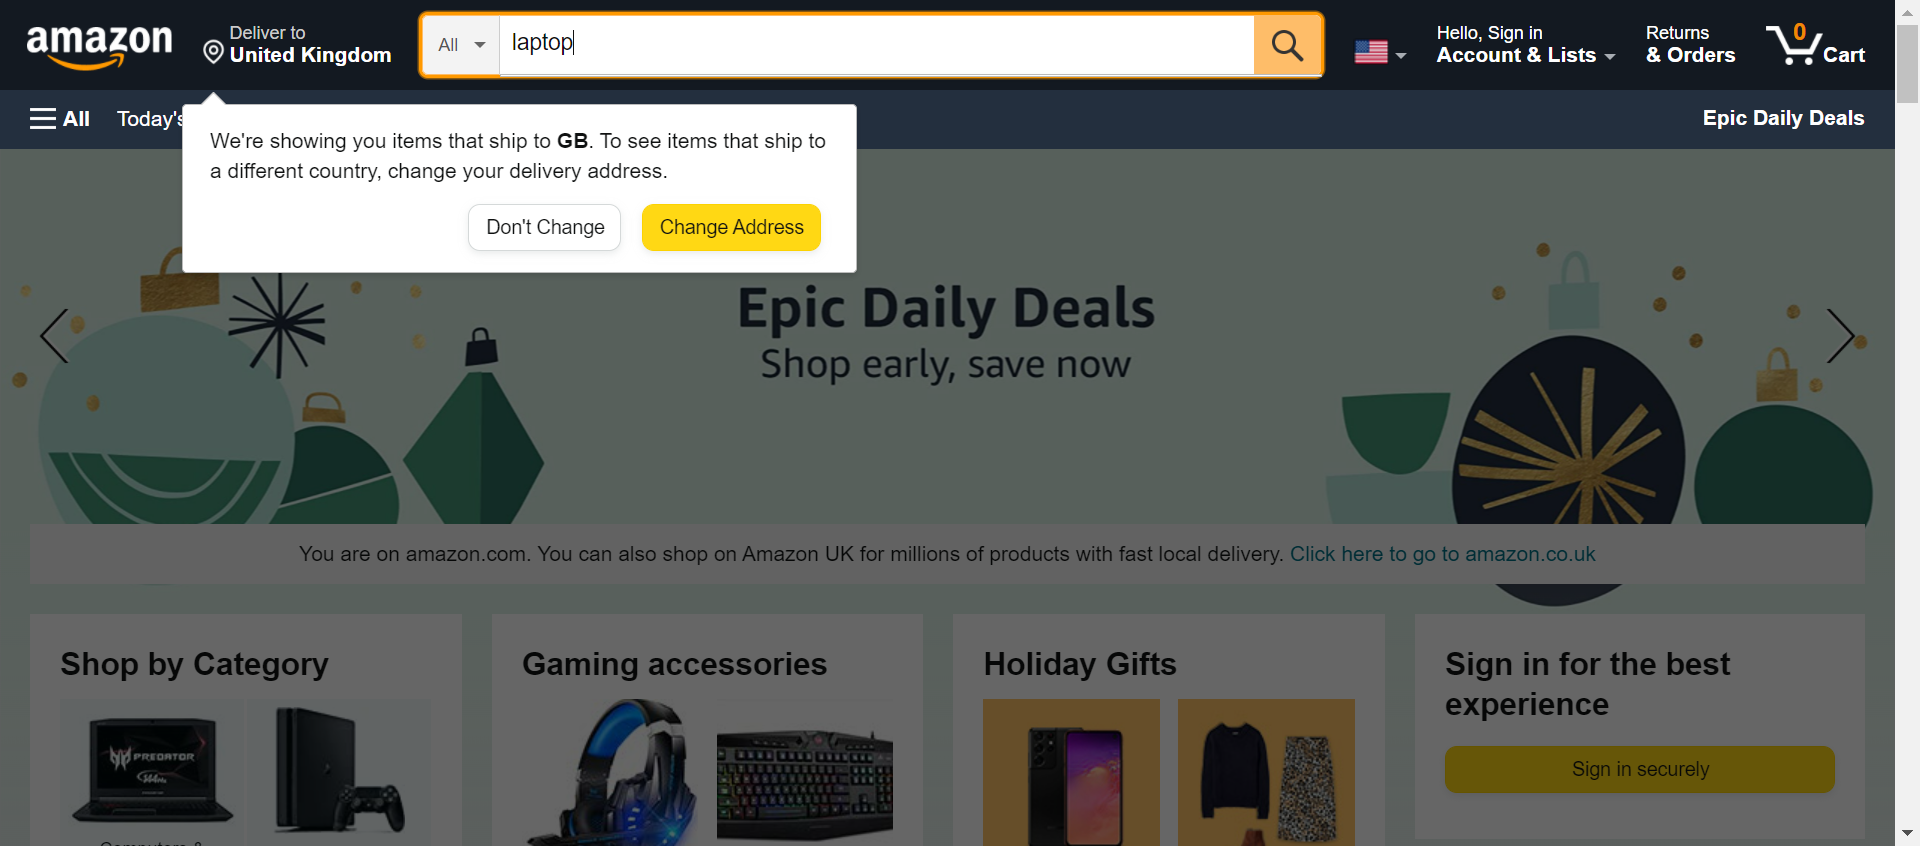 amazon
Deliver to
United Kingdom
All
laptop
Hello, Sign in
Account & Lists
Returns
& Orders
0
Cart
All
Today's
Epic Daily Deals
We're showing you items that ship to GB. To see items that ship to
a different country, change your delivery address.
Don't Change
Change Address
Epic Daily Deals
Shop early, save now
You are on amazon.com. You can also shop on Amazon UK for millions of products with fast local delivery. Click here to go to amazon.co.uk
Shop by Category
Gaming accessories
Holiday Gifts
Sign in for the best
experience
PREDATOR
Sign in securely